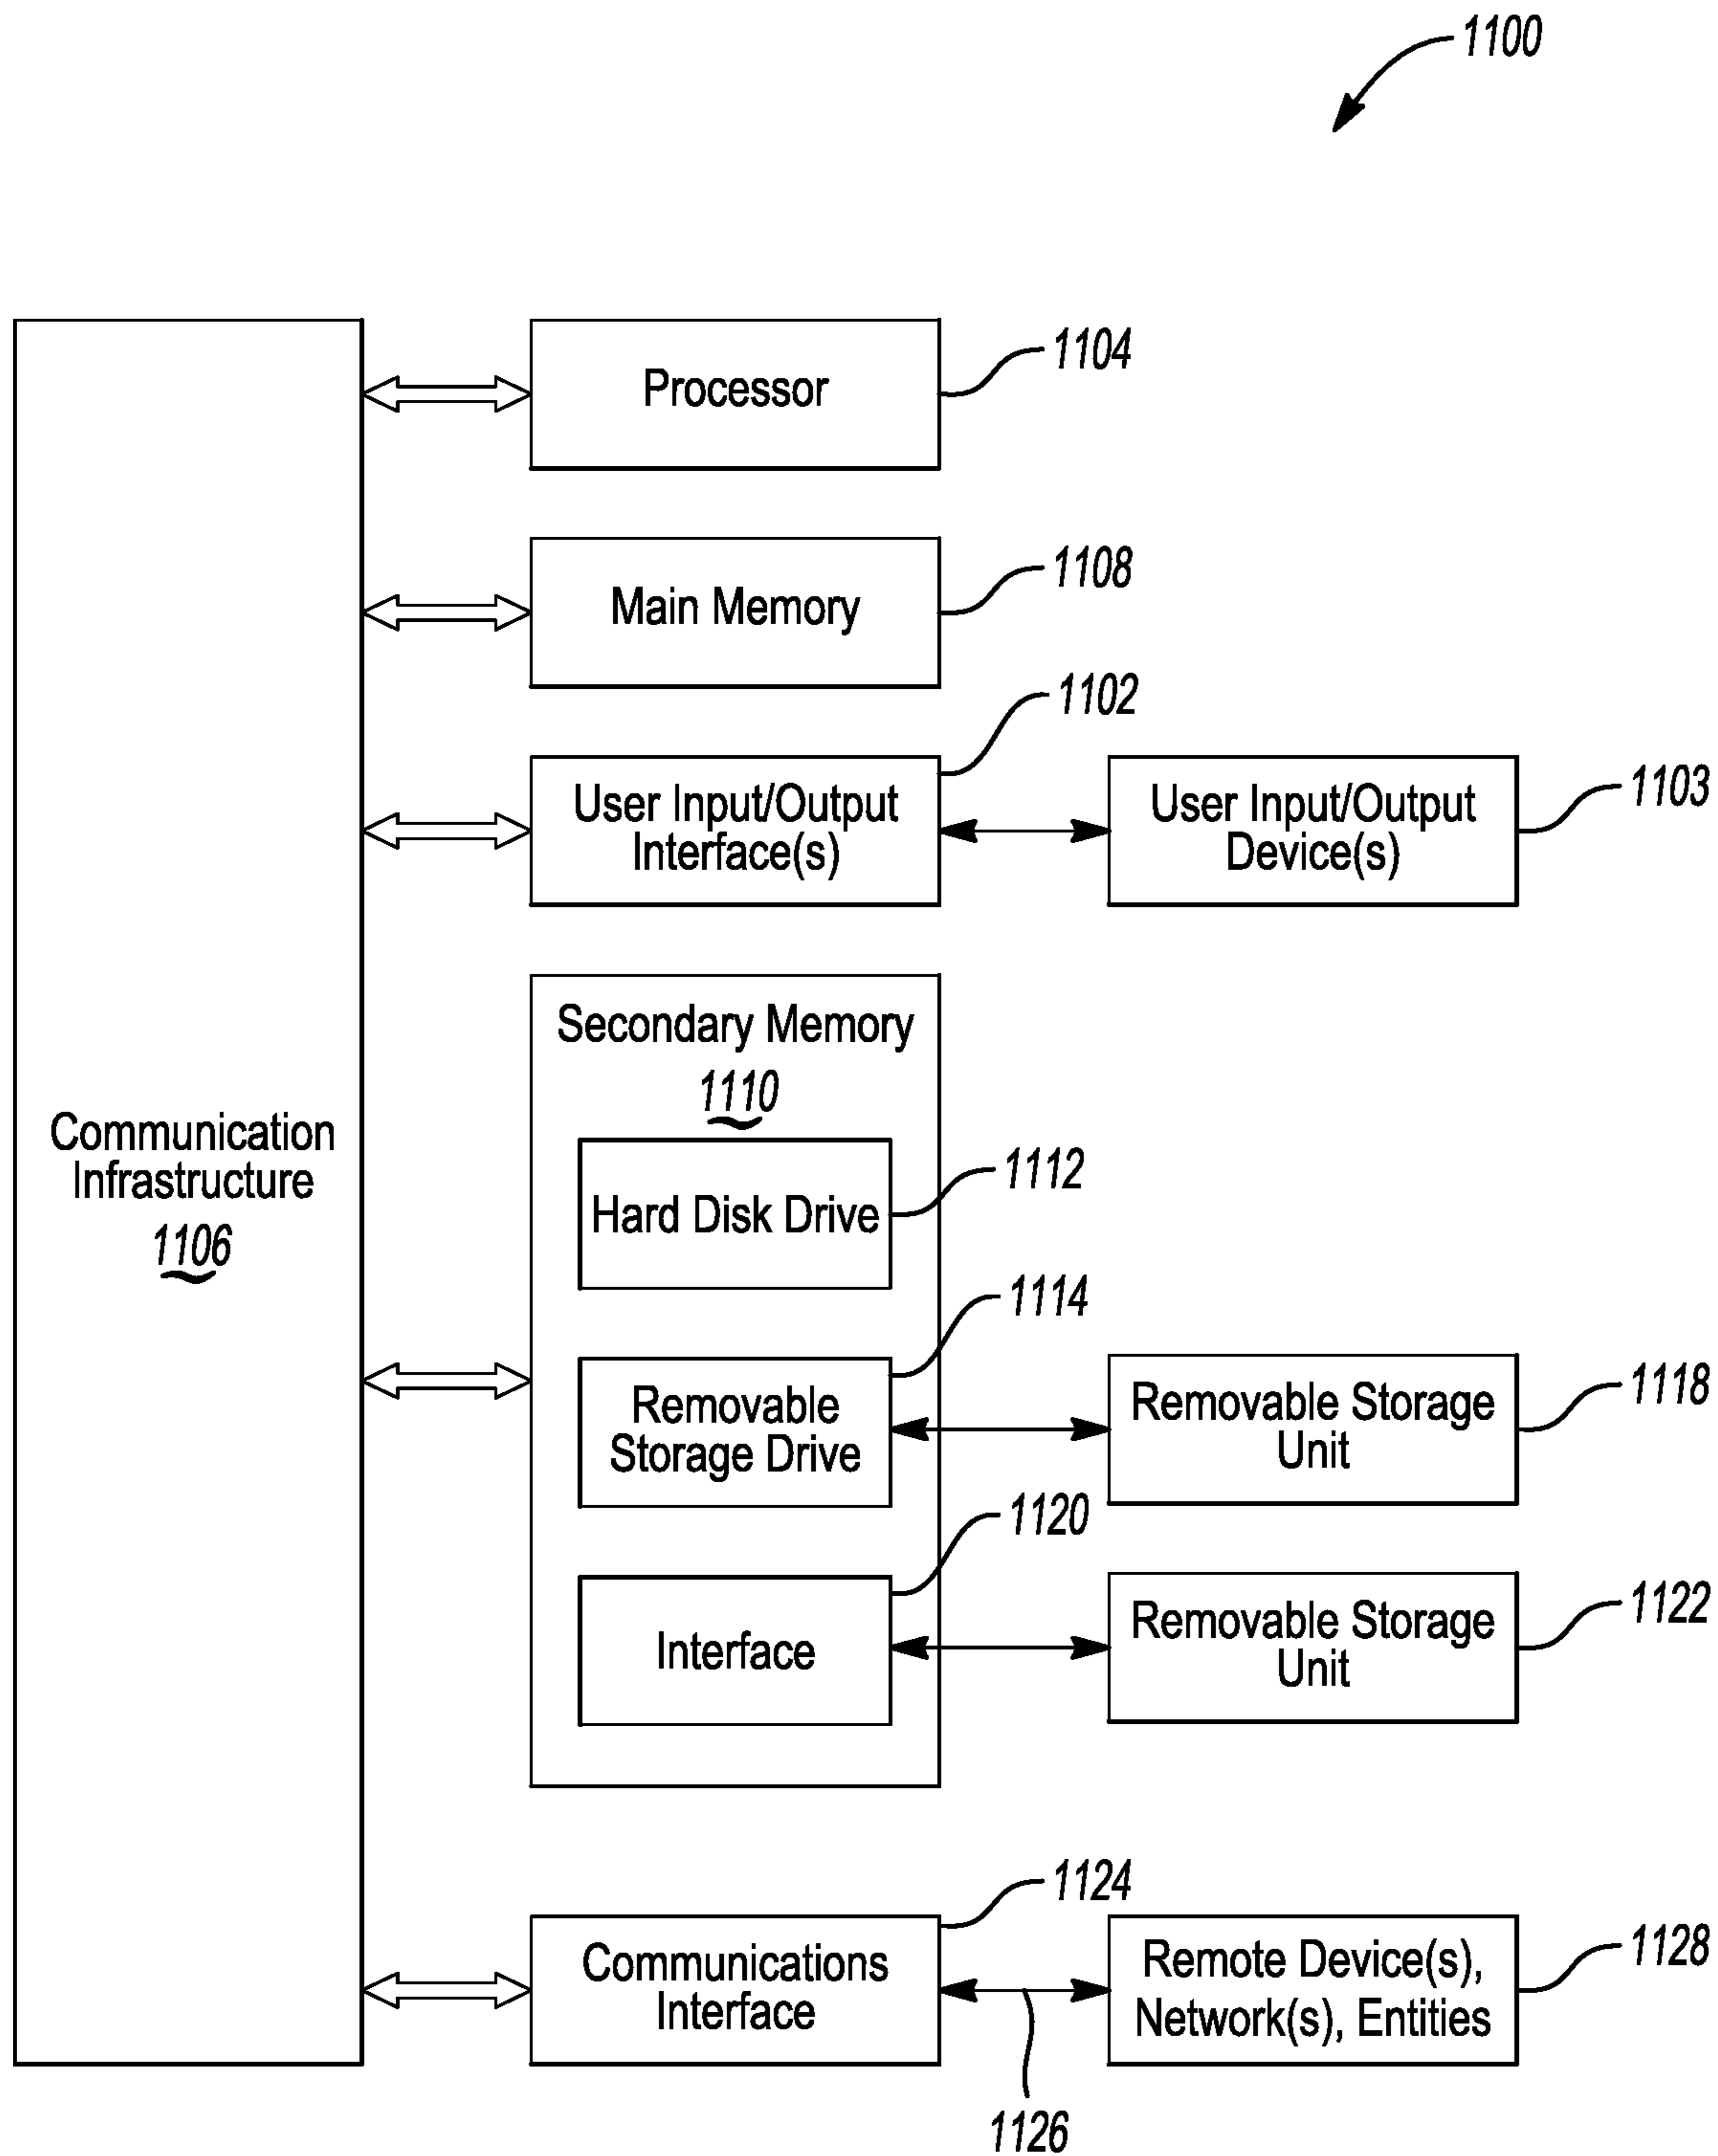 1100
Processor
1104
Main Memory
1108
1102
User Input/Output
Interface(s)
User Input/Output
Device(s)
1103
Secondary Memory
1110
Communication
Infrastructure
1106
Hard Disk Drive
1112
1114
Removable
Storage Drive
Removable Storage
Unit
1118
1120
Interface
Removable Storage
Unit
1122
1124
Communications
Interface
Remote Device(s),
Network(s), Entities
1128
1126